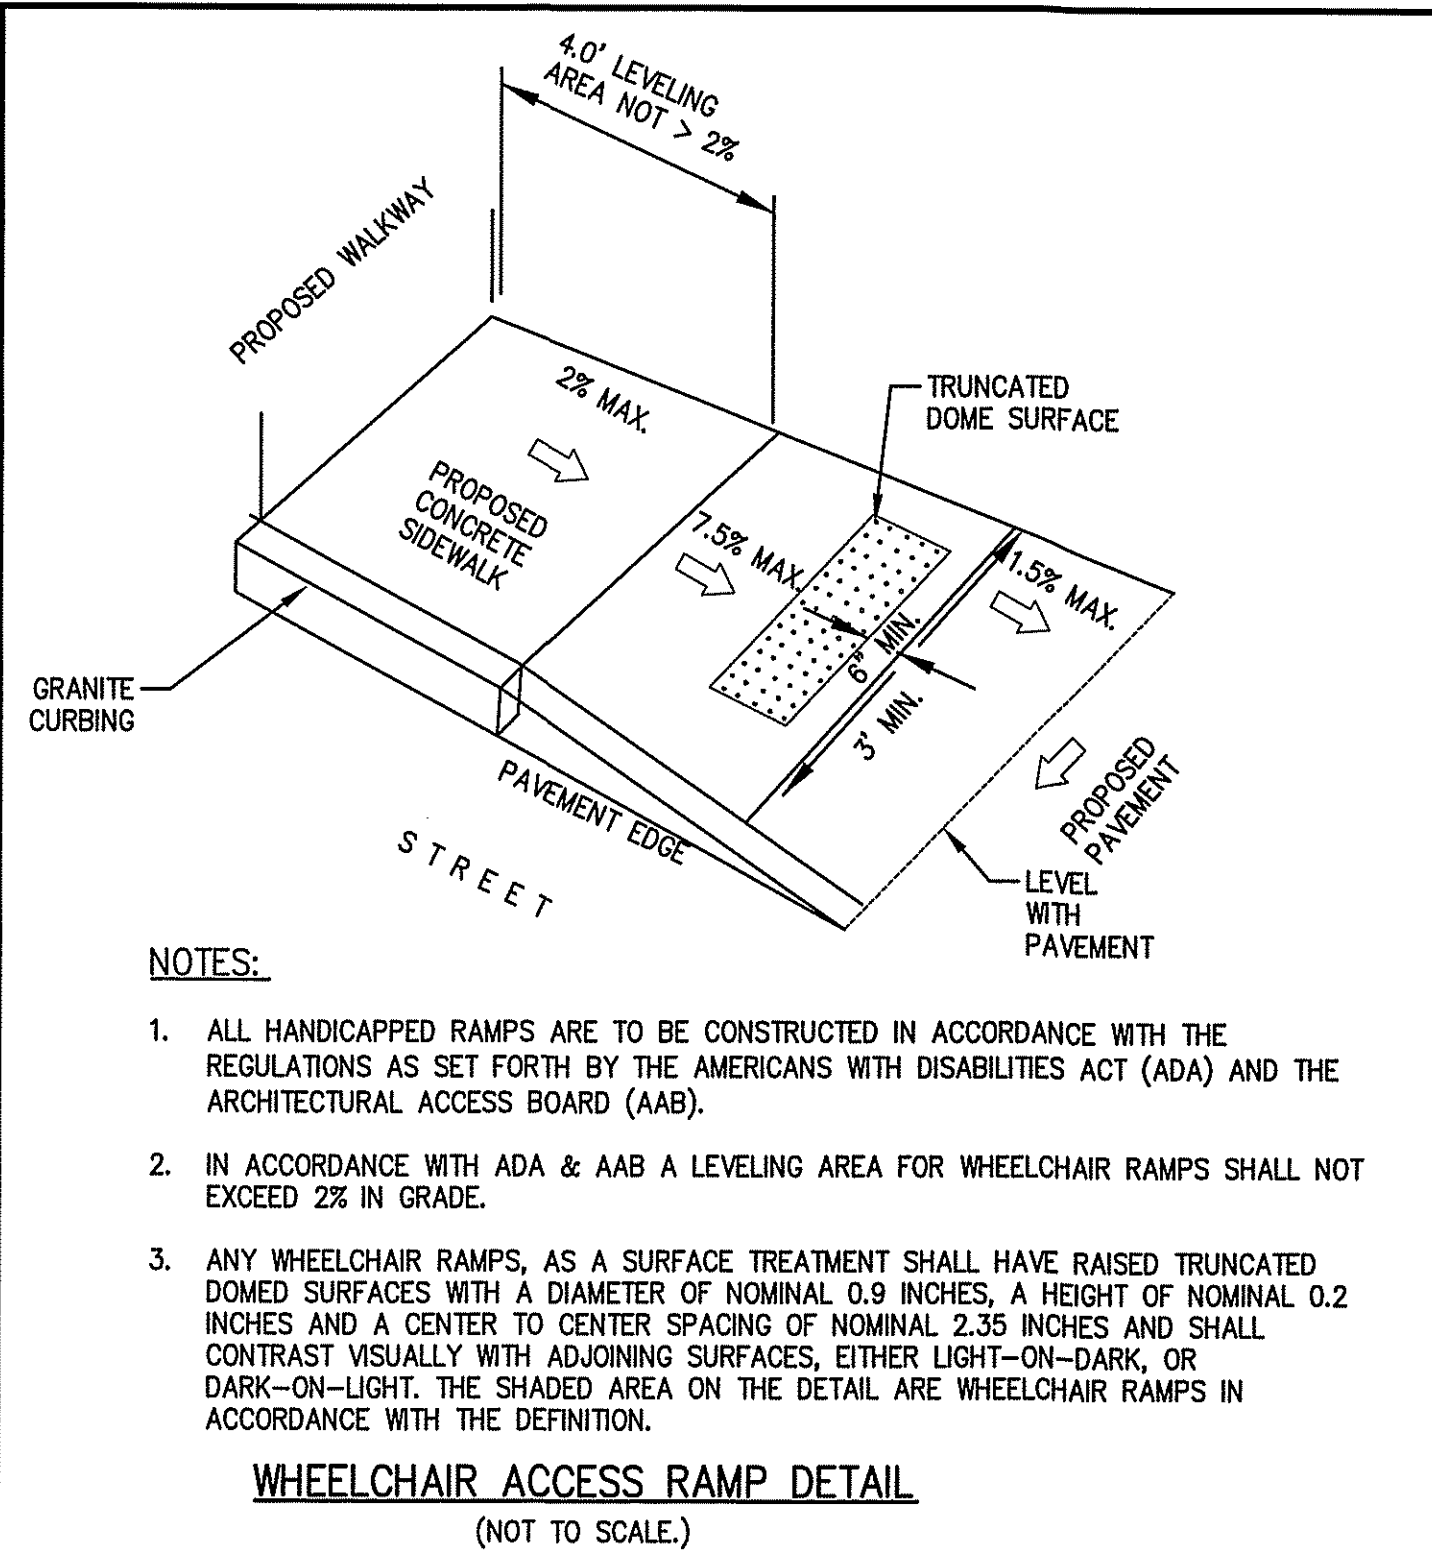 4.0' LEVELING
AREA NOT > 2%
PROPOSED WALKWAY
2% MAX.
TRUNCATED
DOME SURFACE
PROPOSED
CONCRETE
SIDEWALK
7.5% MAX.
1.5% MAX.
6" MIN.
3' MIN.
GRANITE
CURBING
PROPOSED
PAVEMENT
PAVEMENT EDGE
STREET
LEVEL
WITH
PAVEMENT
NOTES:
1. ALL HANDICAPPED RAMPS ARE TO BE CONSTRUCTED IN ACCORDANCE WITH THE
REGULATIONS AS SET FORTH BY THE AMERICANS WITH DISABILITIES ACT (ADA) AND THE
ARCHITECTURAL ACCESS BOARD (AAB).
2. IN ACCORDANCE WITH ADA & AAB A LEVELING AREA FOR WHEELCHAIR RAMPS SHALL NOT
EXCEED 2% IN GRADE.
3. ANY WHEELCHAIR RAMPS, AS A SURFACE TREATMENT SHALL HAVE RAISED TRUNCATED
DOMED SURFACES WITH A DIAMETER OF NOMINAL 0.9 INCHES, A HEIGHT OF NOMINAL 0.2
INCHES AND A CENTER TO CENTER SPACING OF NOMINAL 2.35 INCHES AND SHALL
CONTRAST VISUALLY WITH ADJOINING SURFACES, EITHER LIGHT-ON-DARK, OR
DARK-ON-LIGHT. THE SHADED AREA ON THE DETAIL ARE WHEELCHAIR RAMPS IN
ACCORDANCE WITH THE DEFINITION.
WHEELCHAIR ACCESS RAMP DETAIL
(NOT TO SCALE.)